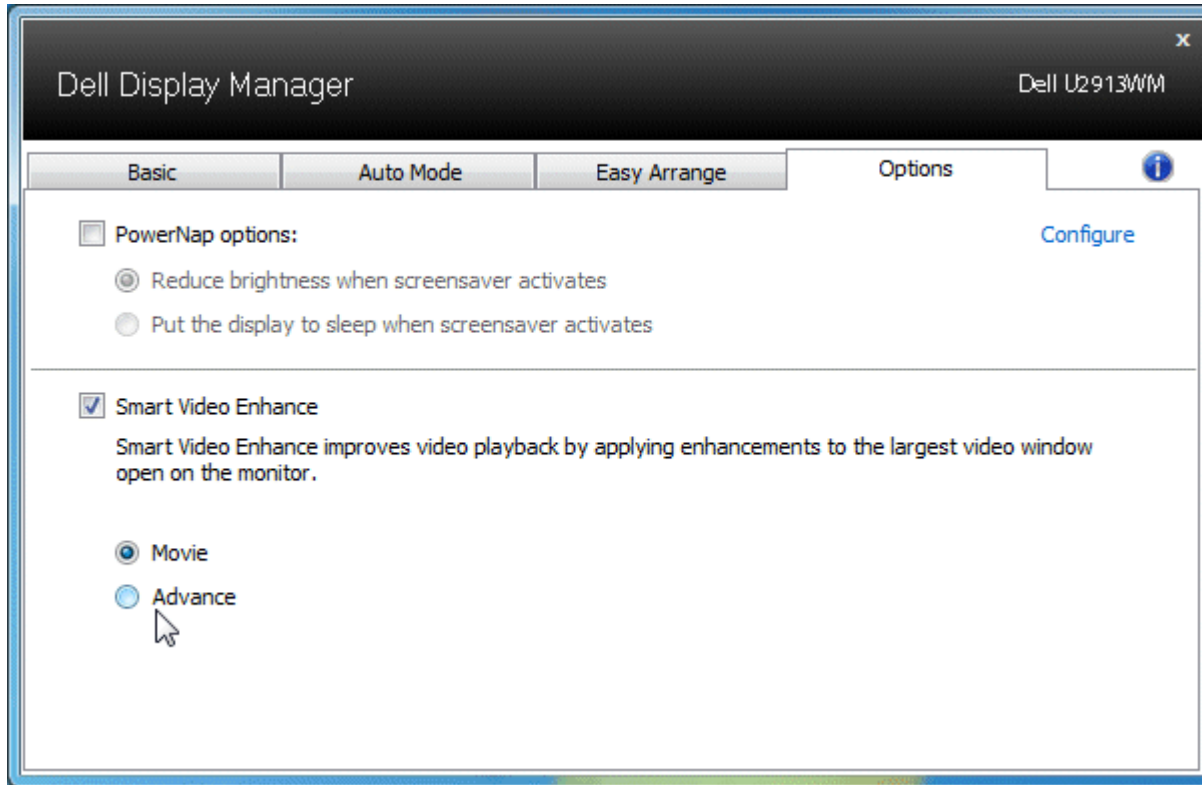 x
Dell Display Manager
Dell U2913WM
Basic
Auto Mode
Easy Arrange
Options
i
PowerNap options:
Configure
Reduce brightness when screensaver activates
Put the display to sleep when screensaver activates
Smart Video Enhance
Smart Video Enhance improves video playback by applying enhancements to the largest video window
open on the monitor.
Movie
Advance